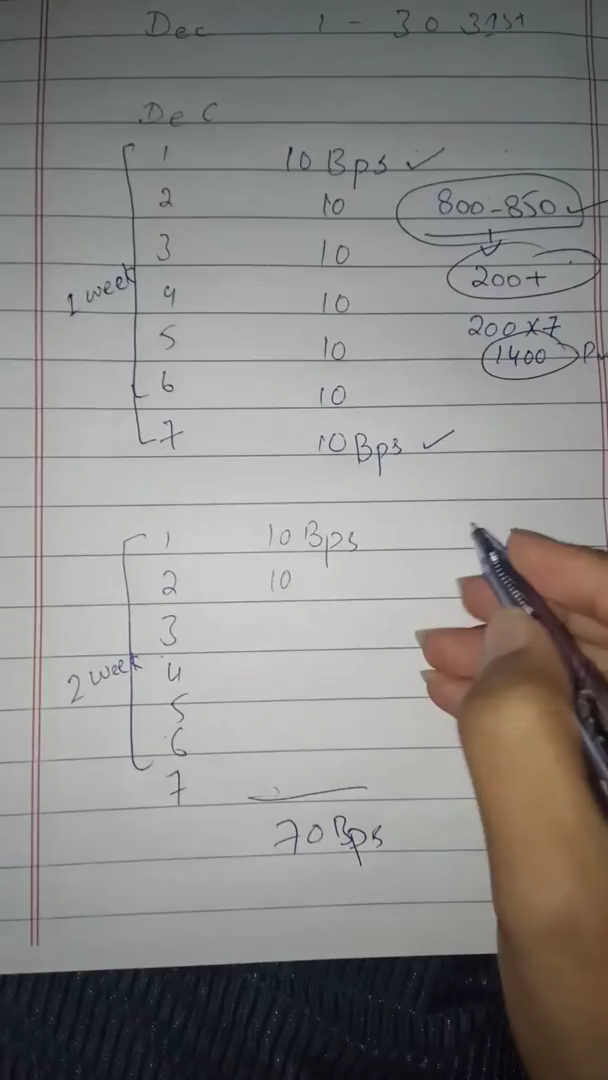 Dec 1 - 30 31st
Dec
1 10 Bps ✓
2 10 800-850 ✓
3 10
200+
1 week 4 10
200x7
5 10 1400
6 10
7 10 Bps ✓
1 10 Bps
2 10
3
2 week 4
5
6
7
70 Bps